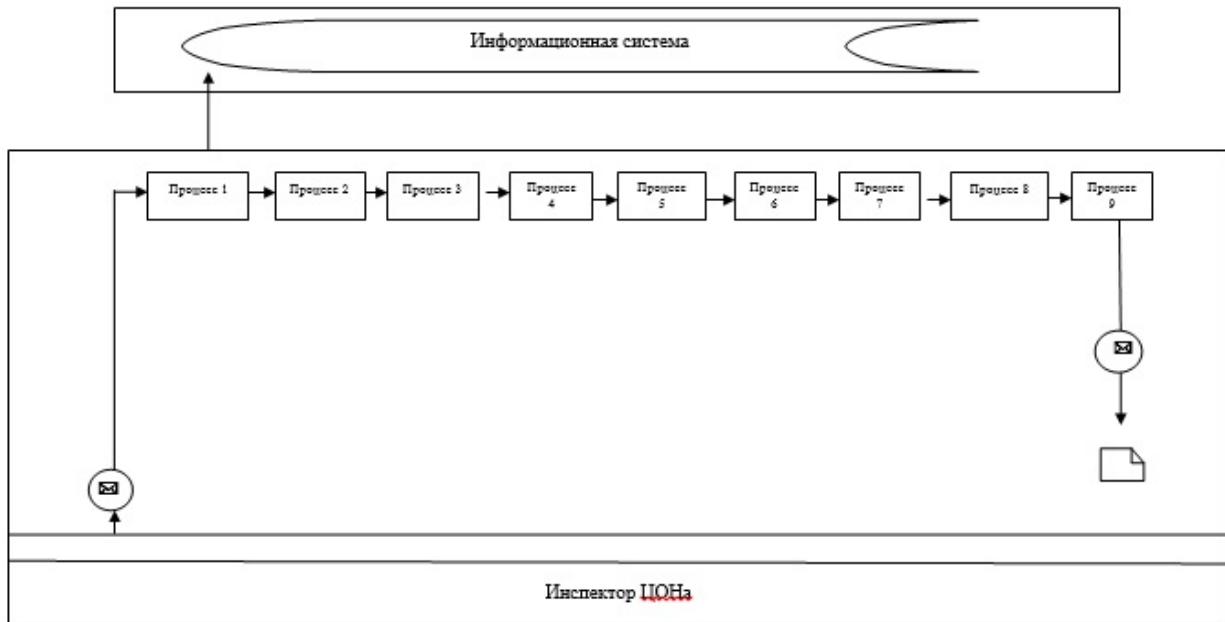 Информационная система
Процесс 1
Процесс 2
Процесс 3
Процесс
4
Процесс
5
Процесс
6
Процесс
7
Процесс 8
Процесс
9
Инспектор ЦОНа